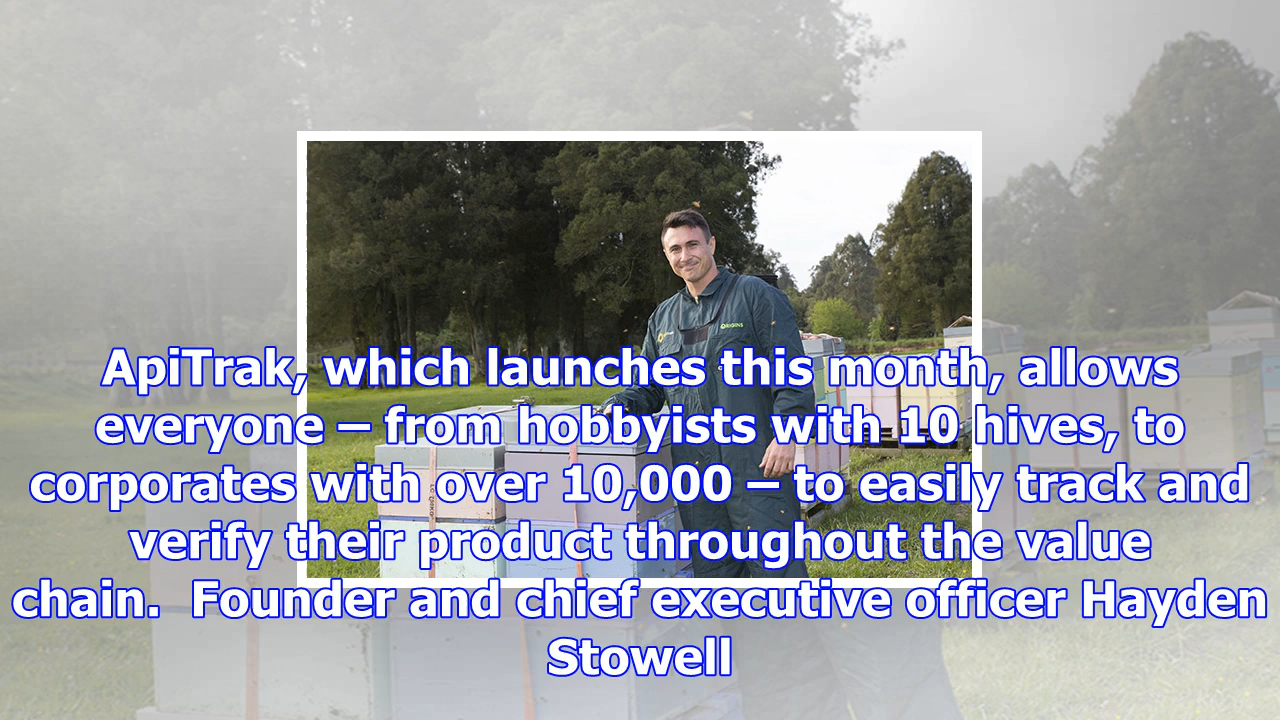 ORIGINS
ApiTrak, which launches this month, allows
everyone – from hobbyists with 10 hives, to
corporates with over 10,000 – to easily track and
verify their product throughout the value
chain.  Founder and chief executive officer Hayden
Stowell